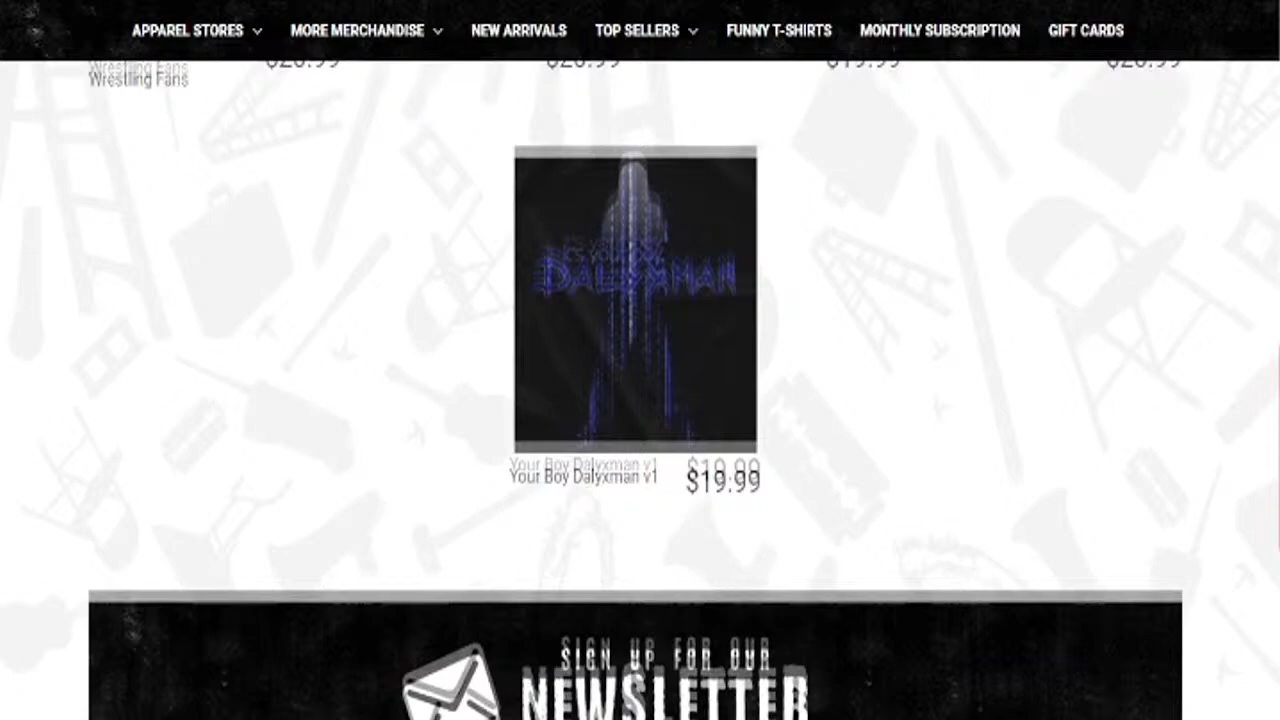 APPAREL STORES MORE MERCHANDISE NEW ARRIVALS TOP SELLERS FUNNY T-SHIRTS MONTHLY SUBSCRIPTION GIFT CARDS
Wrestling Fans
DALYXMAN
Your Boy Dalyxman v1 $19.99
SIGN UP FOR OUR
NEWSLETTER